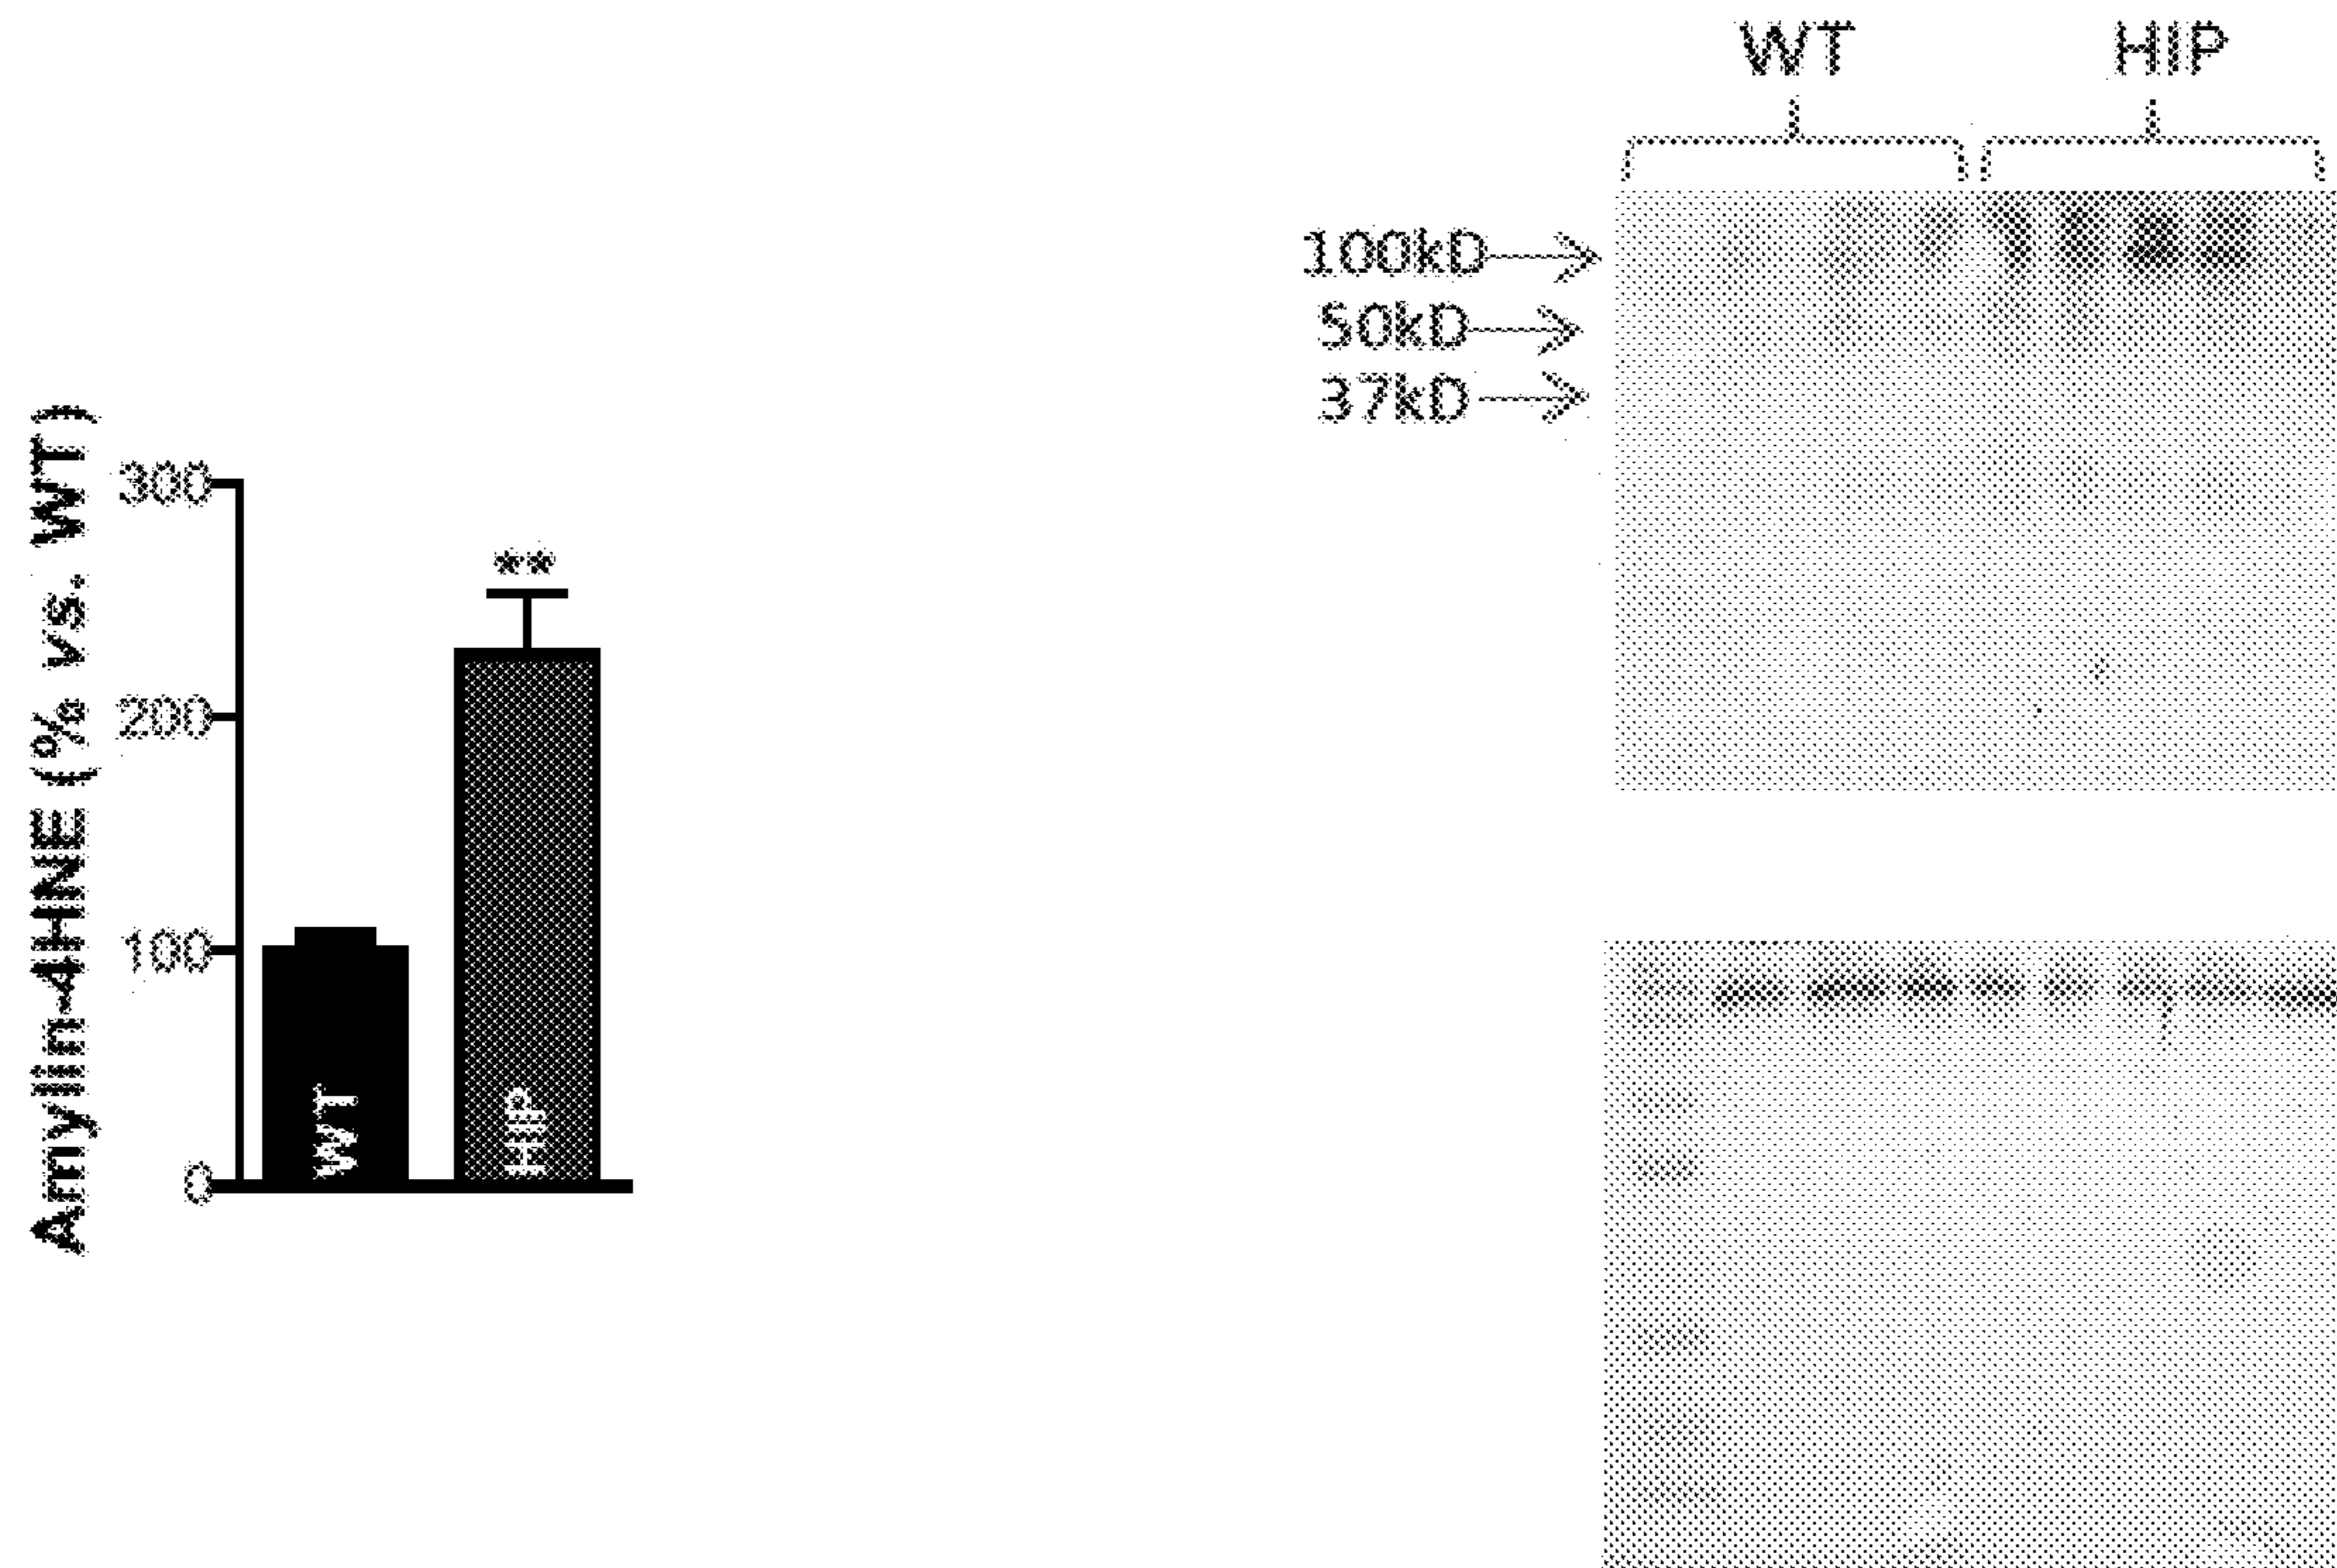 Amylin-4HNE (% vs. WT)
300
200
100
0
**
WT
HIP
WT
HIP
100kD
50kD
37kD